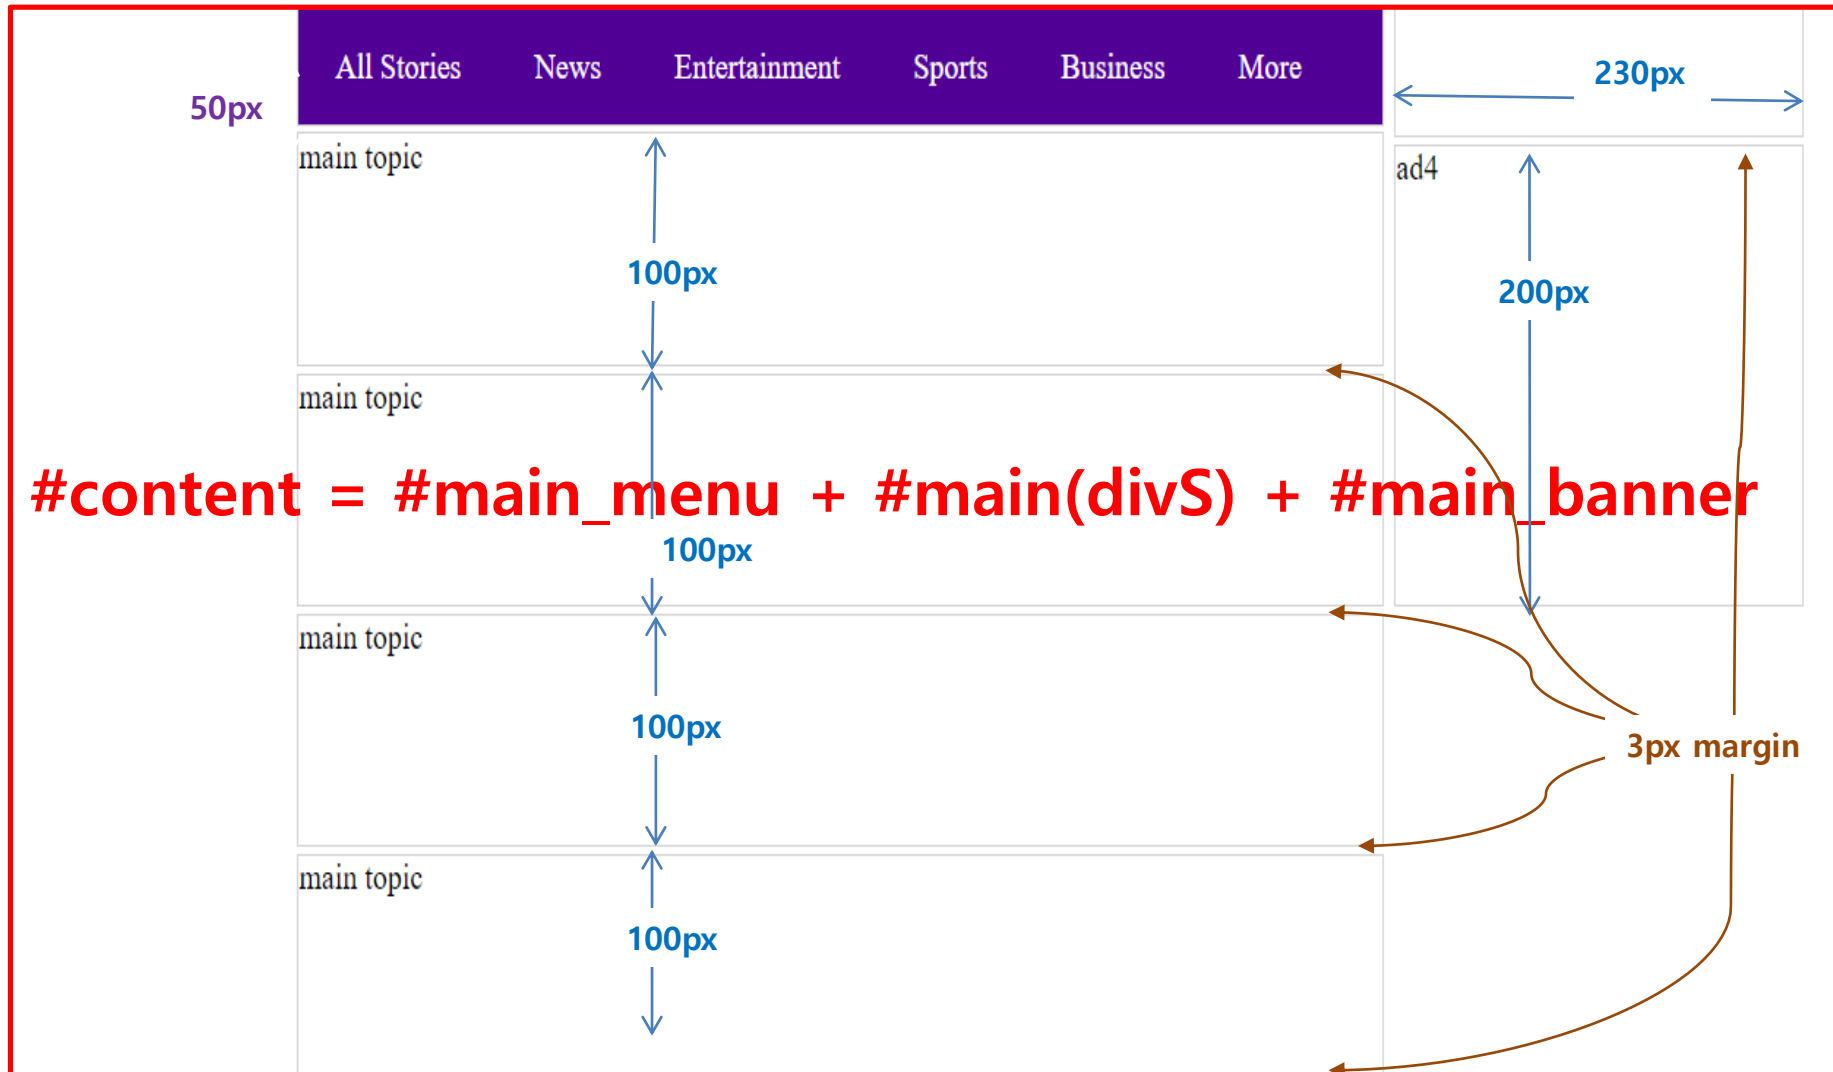 All Stories News Entertainment Sports Business More
230px
50px
main topic
ad4
100px
200px
main topic
#content = #main_menu + #main(divS) + #main_banner
100px
main topic
100px
3px margin
main topic
100px